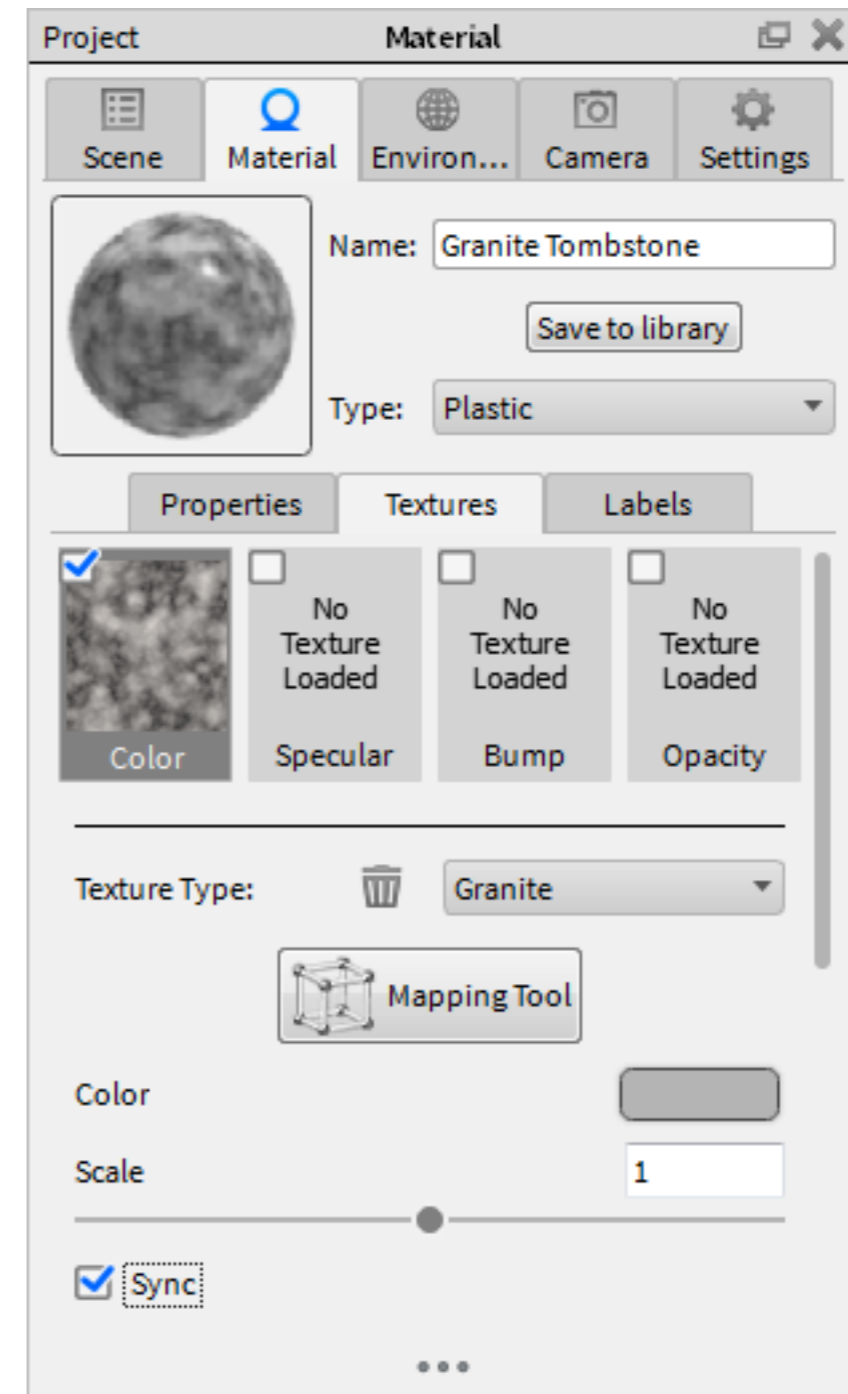 Project Material
Scene Material Environ... Camera Settings
Name: Granite Tombstone
Save to library
Type: Plastic
Properties Textures Labels
No Texture Loaded
No Texture Loaded
No Texture Loaded
Color Specular Bump Opacity
Texture Type: Granite
Mapping Tool
Color
Scale 1
Sync